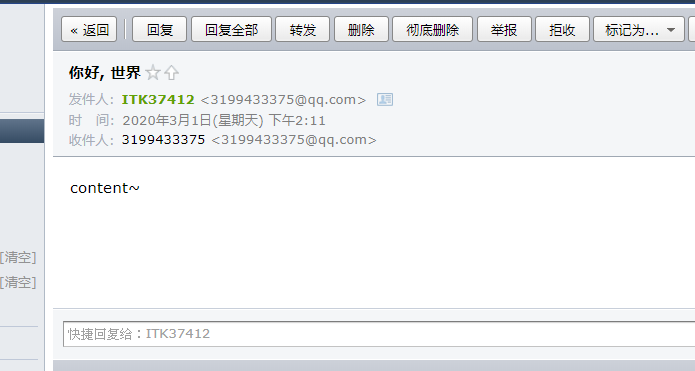 « 返回 回复 回复全部 转发 删除 彻底删除 举报 拒收 标记为...
你好, 世界
发件人: ITK37412 <3199433375@qq.com>
时 间: 2020年3月1日(星期天) 下午2:11
收件人: 3199433375 <3199433375@qq.com>
content~
[清空]
[清空]
快捷回复给：ITK37412